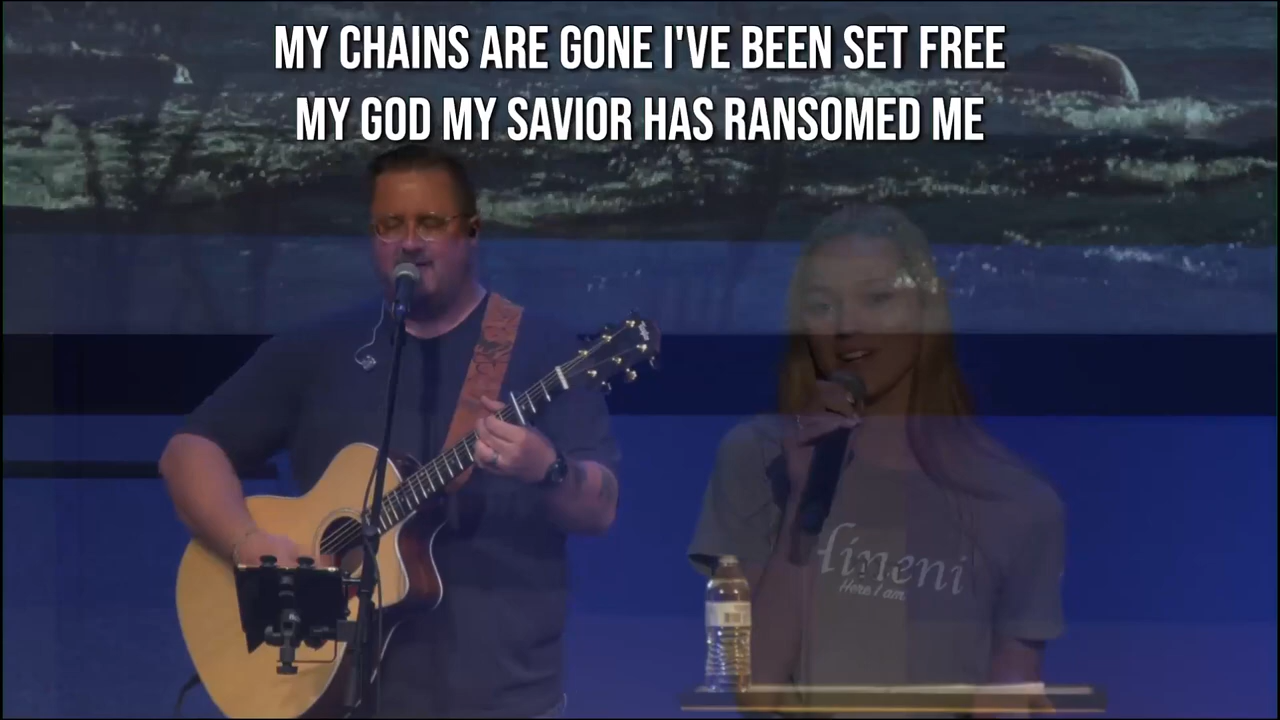 MY CHAINS ARE GONE I'VE BEEN SET FREE
MY GOD MY SAVIOR HAS RANSOMED ME
Hineni
Here I am